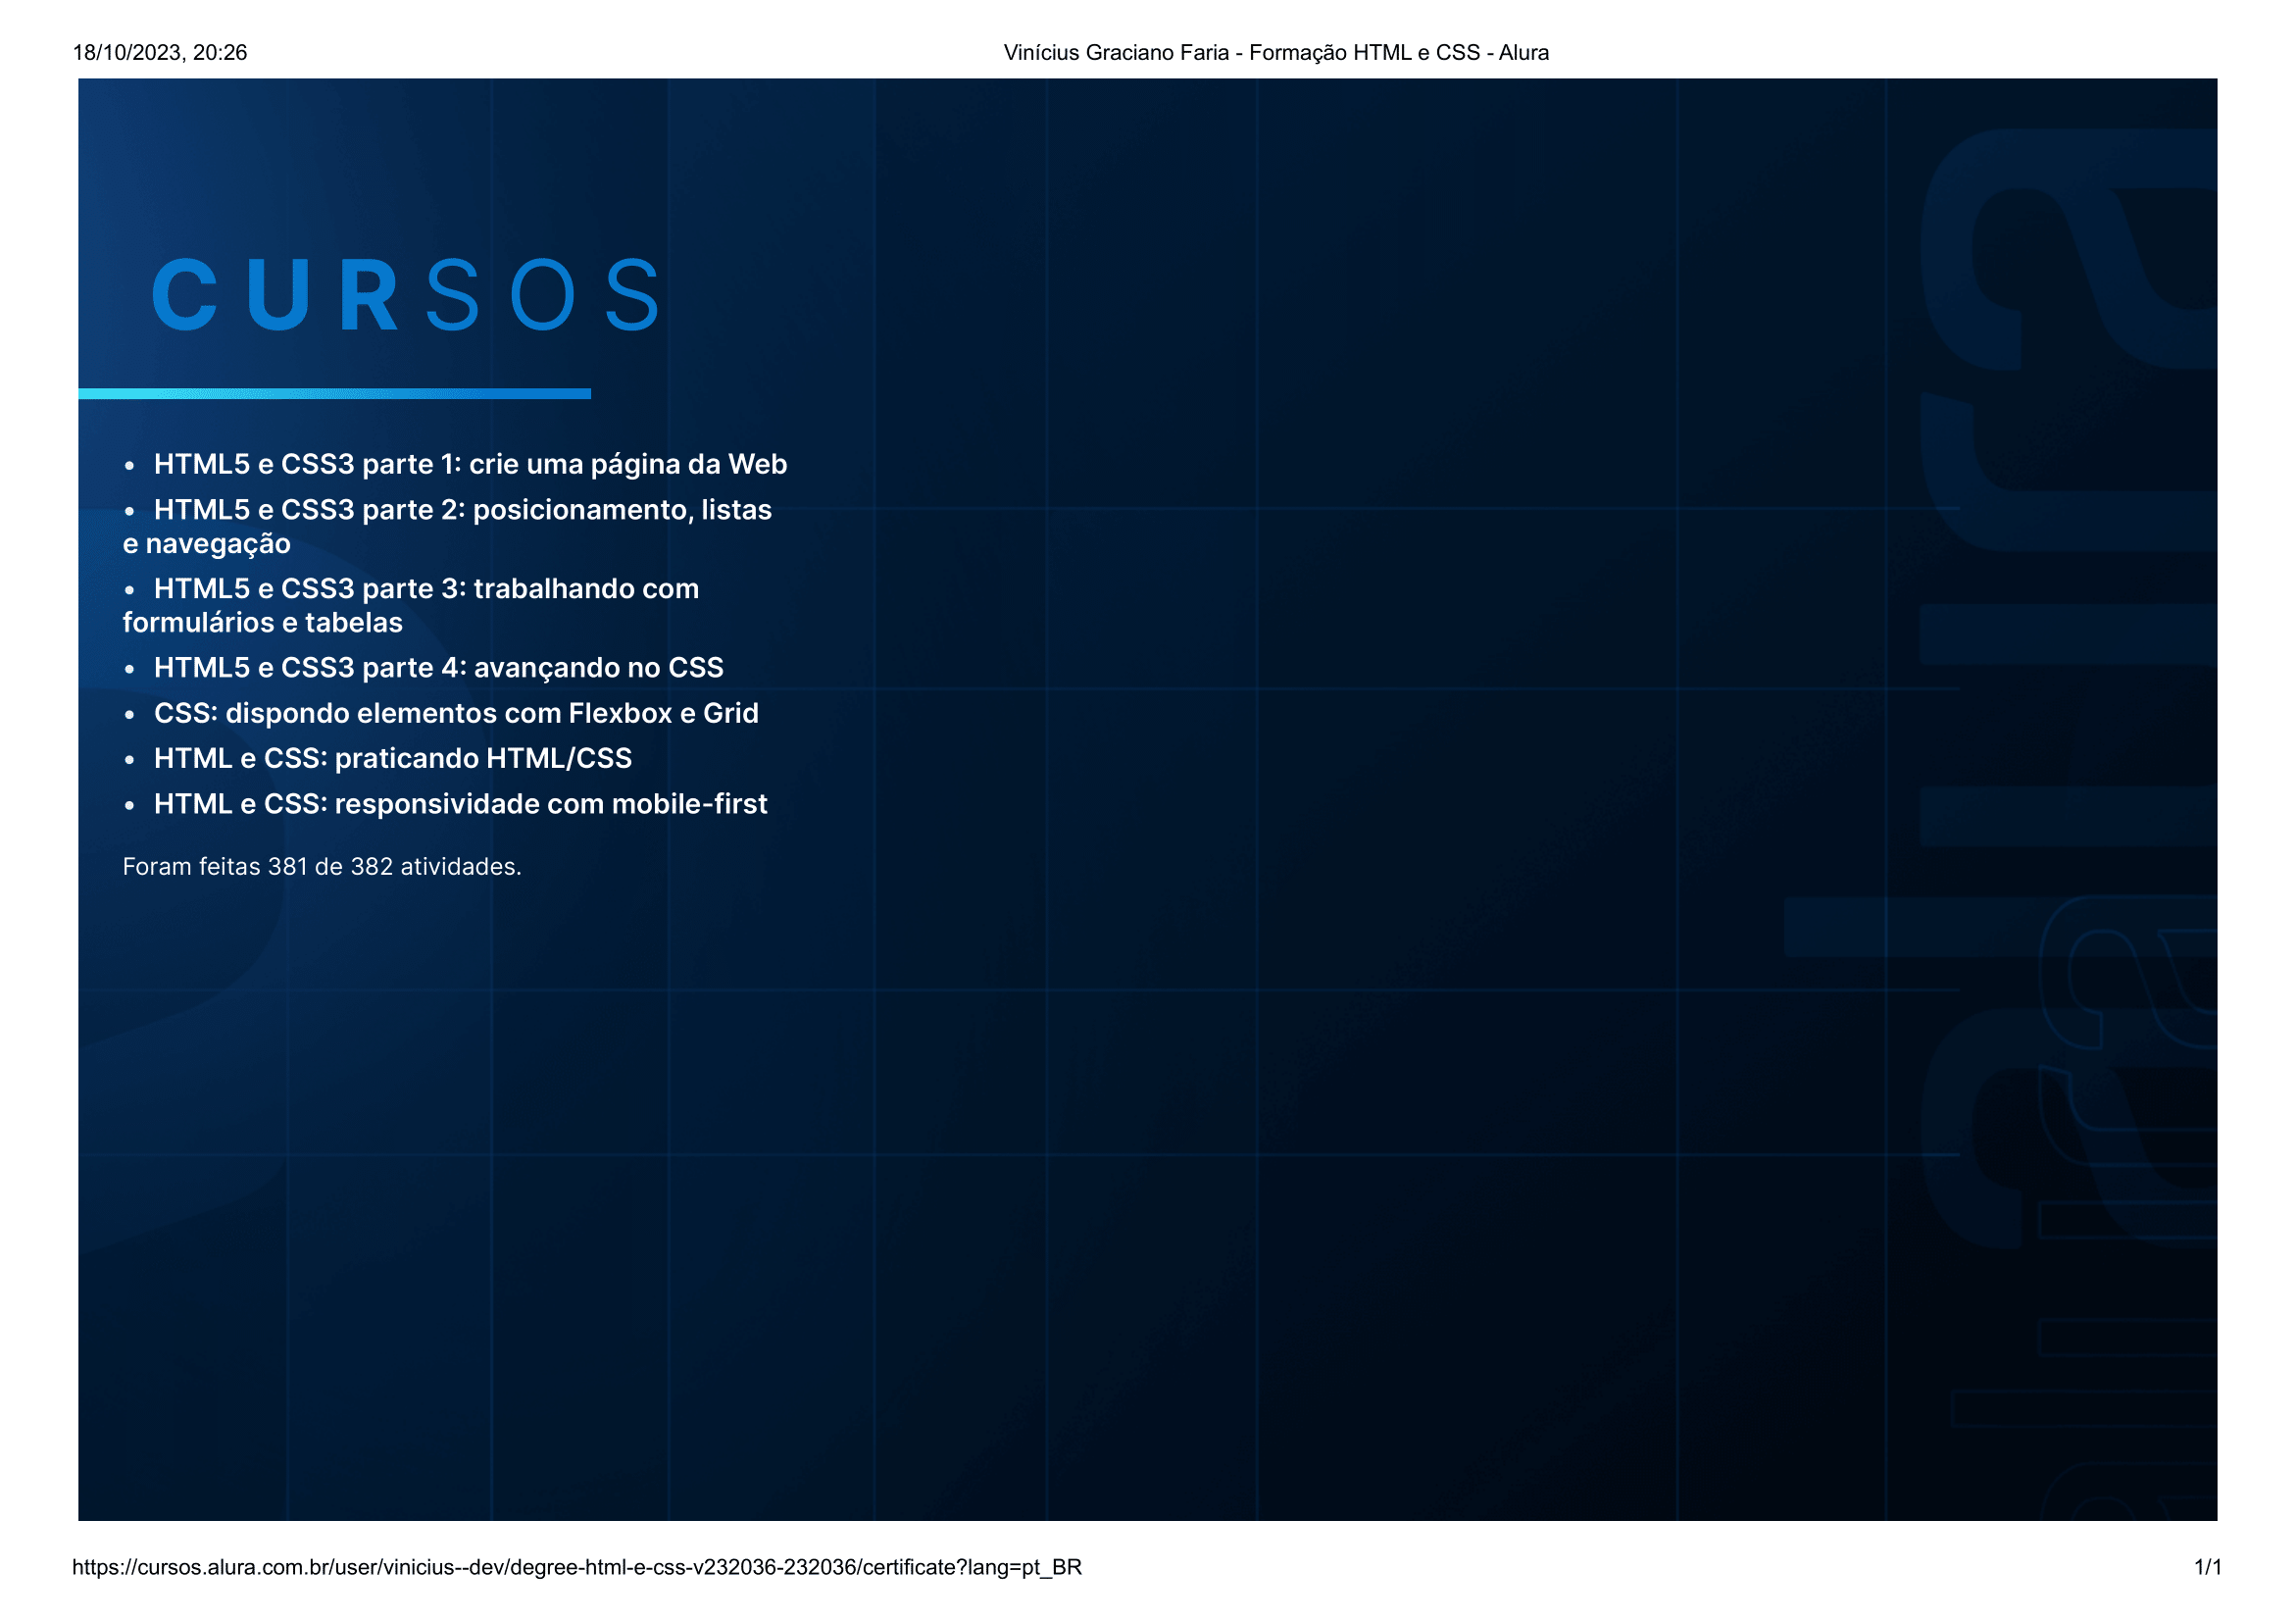 18/10/2023, 20:26
Vinícius Graciano Faria - Formação HTML e CSS - Alura
CURSOS
• HTML5 e CSS3 parte 1: crie uma página da Web
• HTML5 e CSS3 parte 2: posicionamento, listas
e navegação
• HTML5 e CSS3 parte 3: trabalhando com
formulários e tabelas
• HTML5 e CSS3 parte 4: avançando no CSS
• CSS: dispondo elementos com Flexbox e Grid
• HTML e CSS: praticando HTML/CSS
• HTML e CSS: responsividade com mobile-first
Foram feitas 381 de 382 atividades.
alura
https://cursos.alura.com.br/user/vinicius--dev/degree-html-e-css-v232036-232036/certificate?lang=pt_BR
1/1